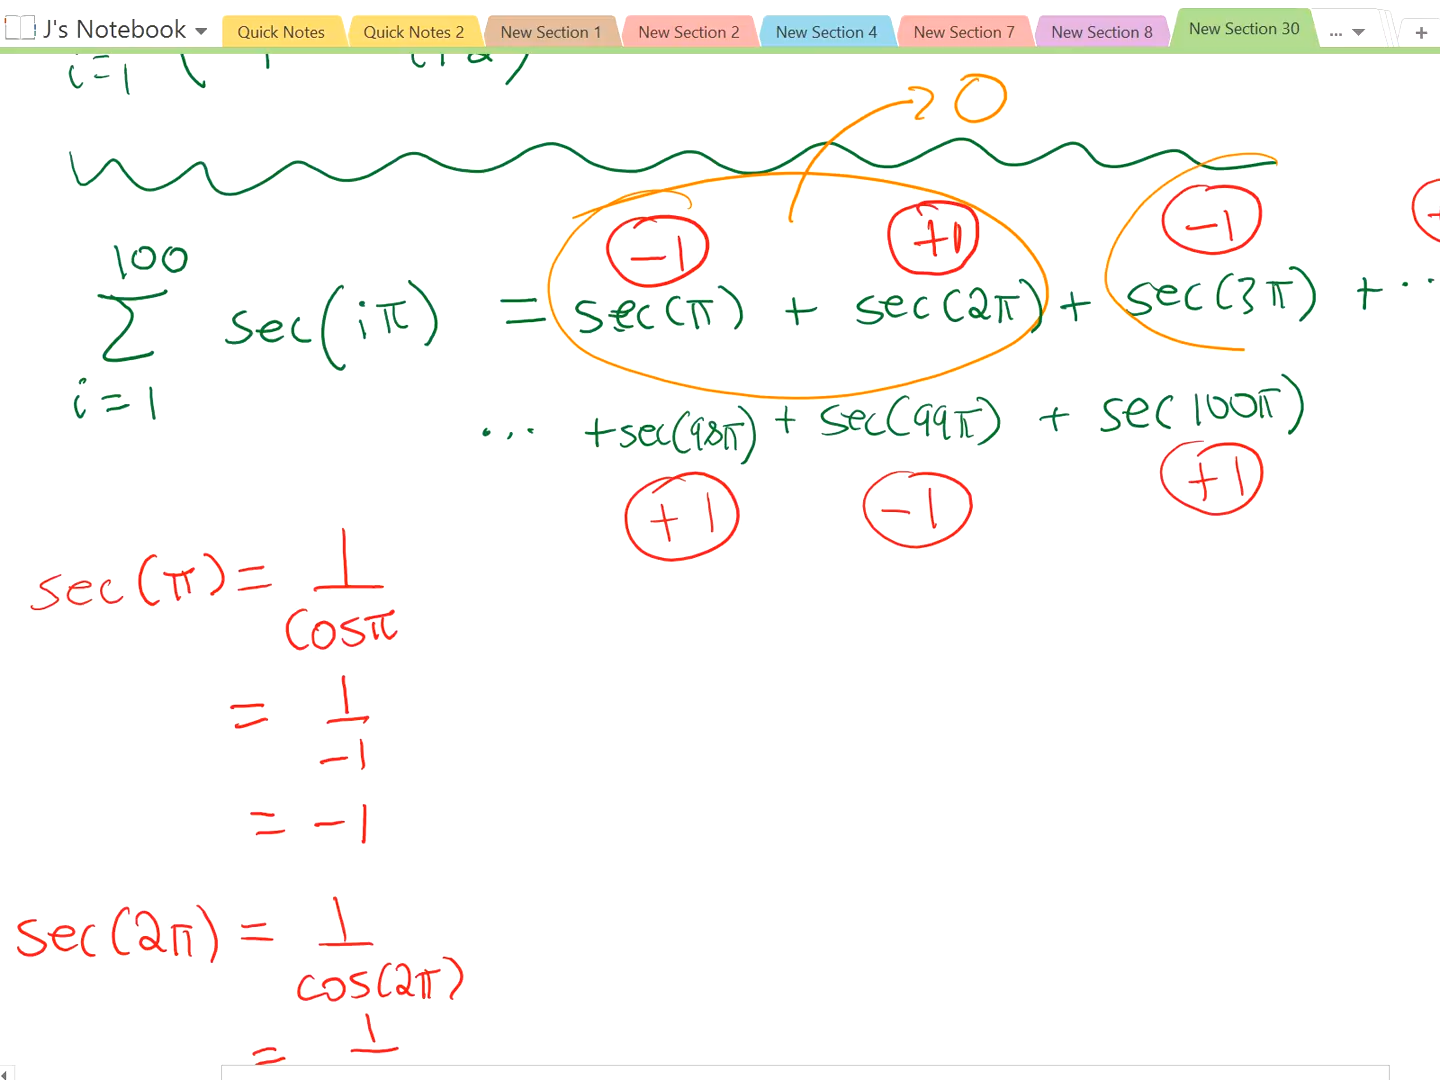 J's Notebook Quick Notes Quick Notes 2 New Section 1 New Section 2 New Section 4 New Section 7 New Section 8 New Section 30 ... +
i=1
0
-1 +1 -1
100
∑ sec(iπ) = sec(π) + sec(2π) + sec(3π) + ...
i=1
... +sec(98π) + sec(99π) + sec(100π)
+1 -1 +1
sec(π) = 1
cosπ
= 1
-1
= -1
sec(2π) = 1
cos(2π)
= 1